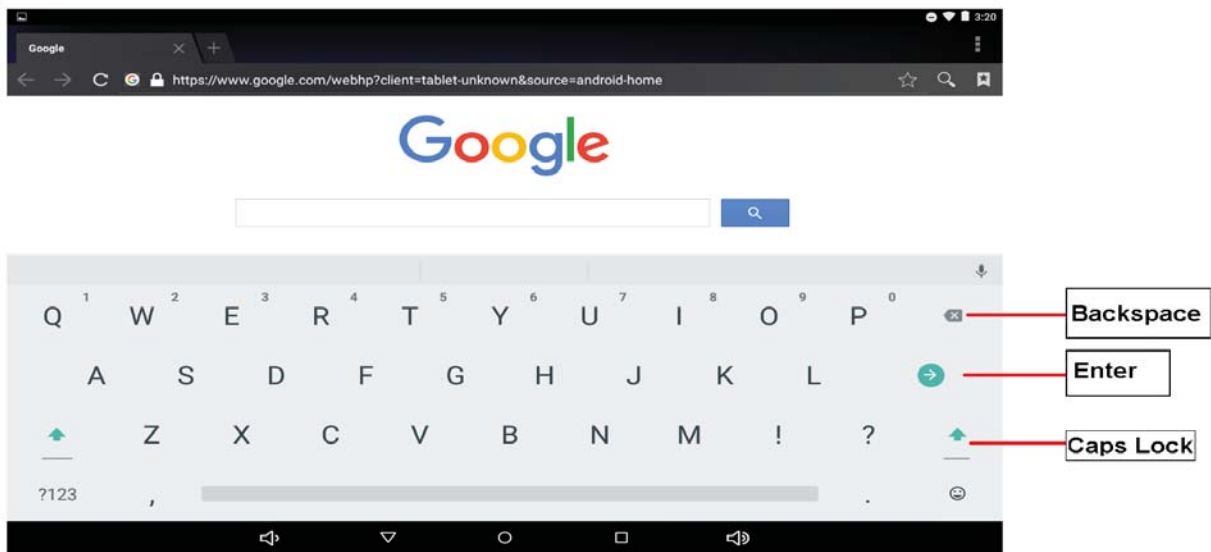 3:20
Google
https://www.google.com/webhp?client=tablet-unknown&source=android-home
Google
Q 1 W 2 E 3 R 4 T 5 Y 6 U 7 I 8 O 9 P 0
Backspace
A S D F G H J K L
Enter
Z X C V B N M ! ?
Caps Lock
?123 , .